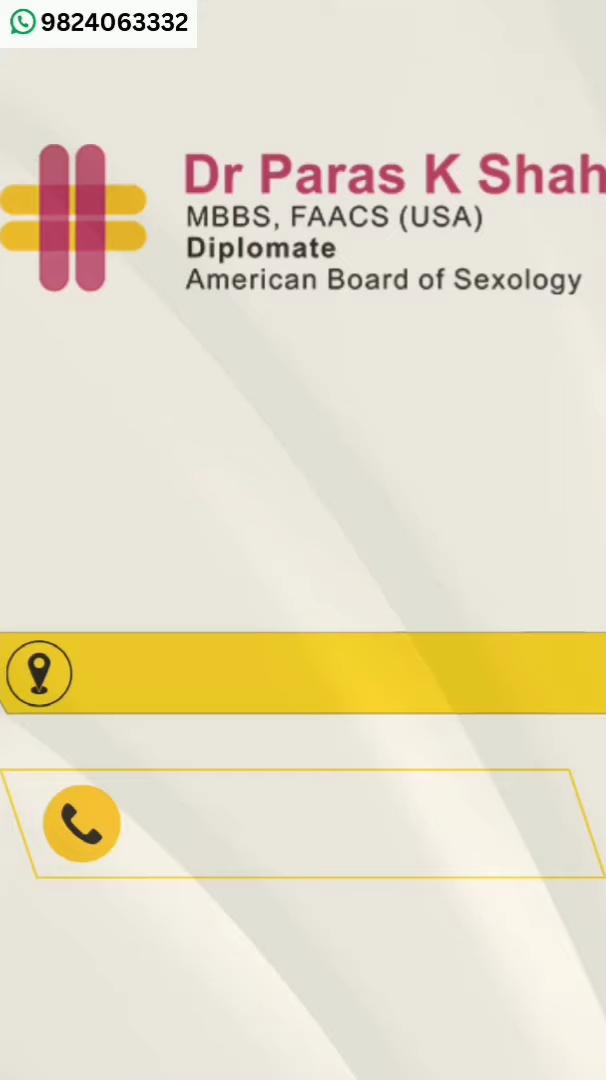 9824063332
Dr Paras K Shah
MBBS, FAACS (USA)
Diplomate
American Board of Sexology